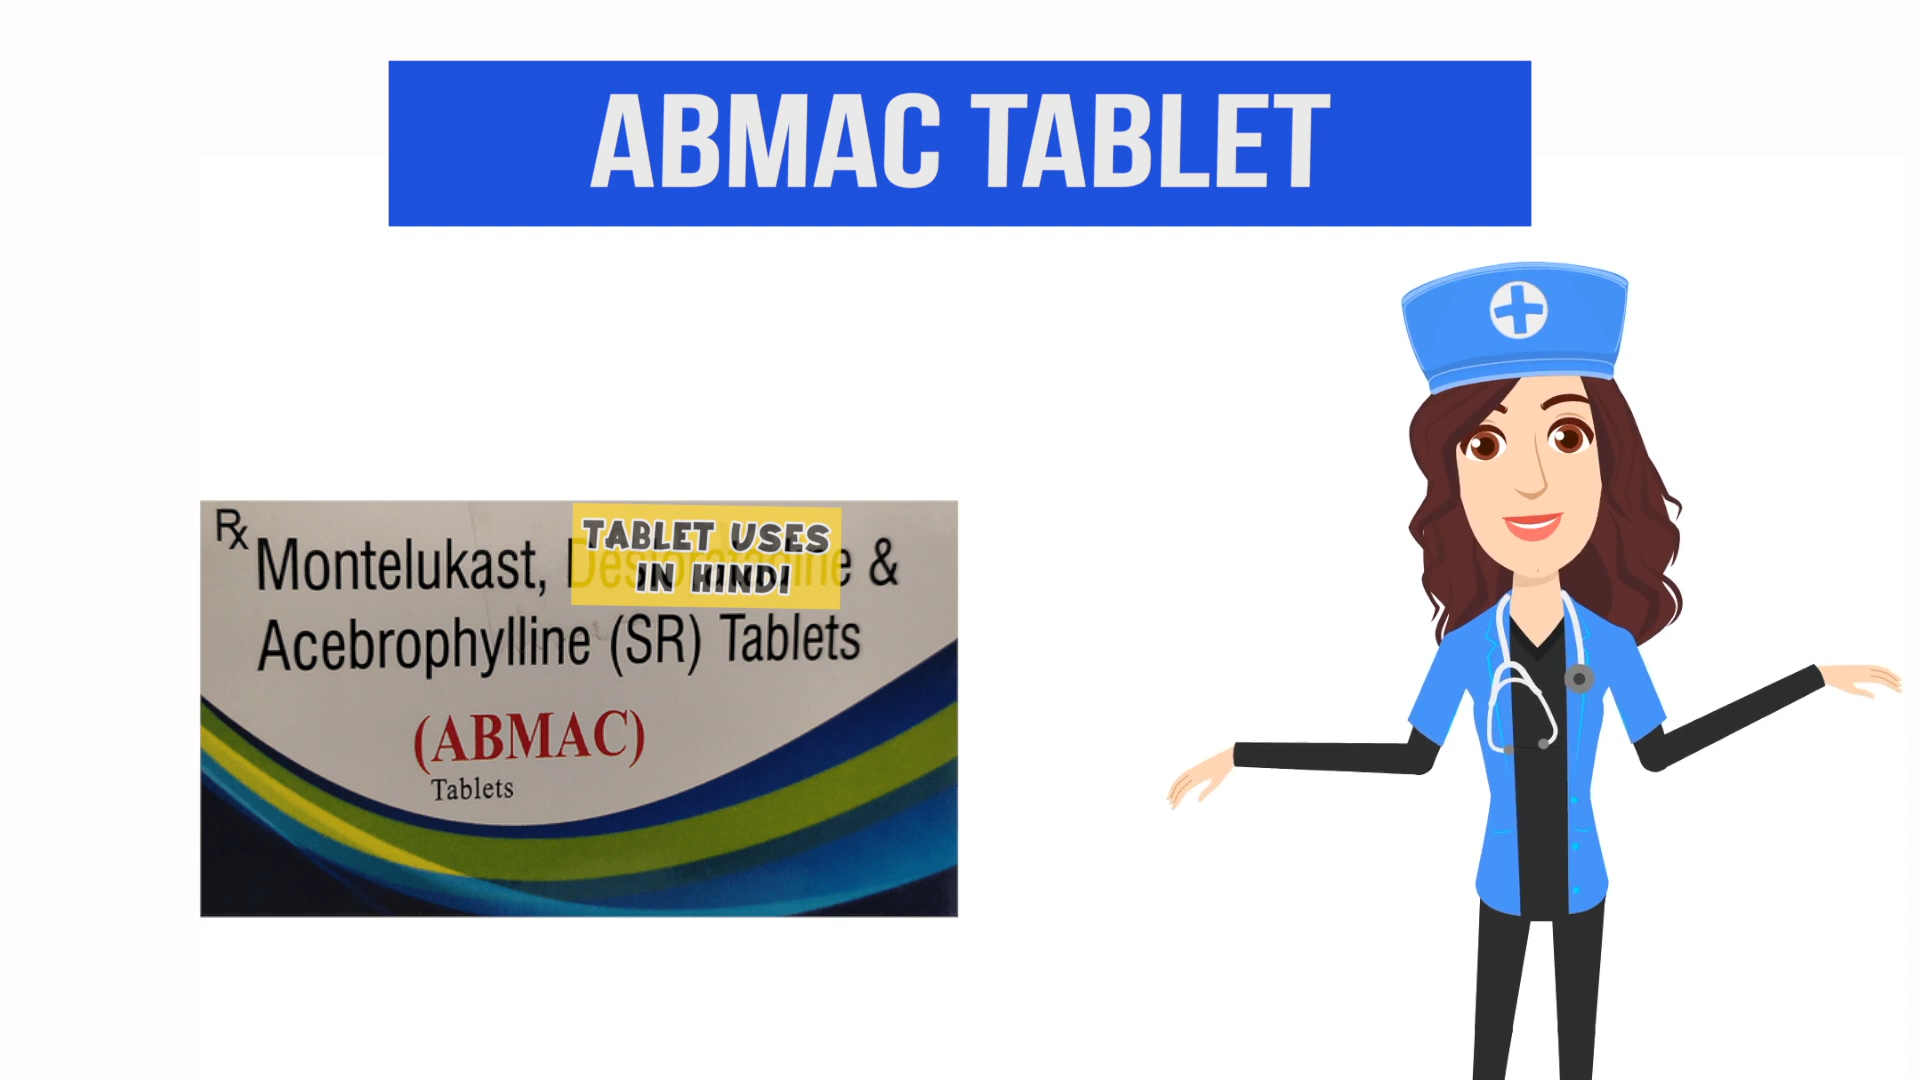 ABMAC TABLET
Rx
TABLET USES
IN HINDI
Montelukast, &
Acebrophylline (SR) Tablets
(ABMAC)
Tablets